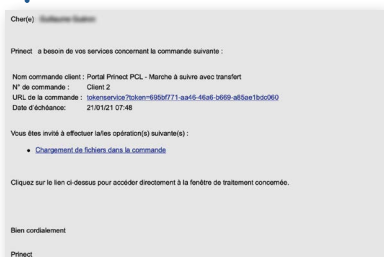 Cher(e)
Prinect a besoin de vos services concernant la commande suivante :
Nom commande client : Portal Prinect PCL - Marche à suivre avec transfert
N° de commande : Client 2
URL de la commande : tokenservice?token=695bf771-aa46-46a6-b669-a85ae1bdc060
Date d'échéance: 21/01/21 07:48
Vous êtes invité à effectuer la/les opération(s) suivante(s) :
• Chargement de fichiers dans la commande
Cliquez sur le lien ci-dessus pour accéder directement à la fenêtre de traitement concernée.
Bien cordialement
Prinect